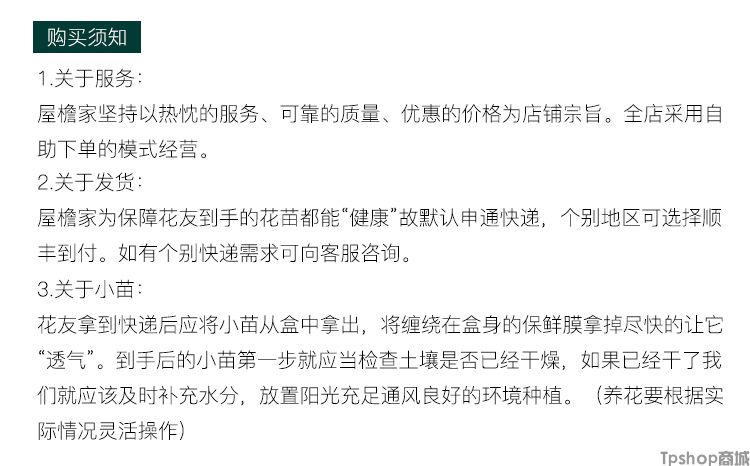 购买须知
1.关于服务：
屋檐家坚持以热忱的服务、可靠的质量、优惠的价格为店铺宗旨。全店采用自
助下单的模式经营。
2.关于发货：
屋檐家为保障花友到手的花苗都能“健康”故默认申通快递，个别地区可选择顺
丰到付。如有个别快递需求可向客服咨询。
3.关于小苗：
花友拿到快递后应将小苗从盒中拿出，将缠绕在盒身的保鲜膜拿掉尽快的让它
“透气”。到手后的小苗第一步就应当检查土壤是否已经干燥，如果已经干了我
们就应该及时补充水分，放置阳光充足通风良好的环境种植。（养花要根据实
际情况灵活操作）
Tpshop商城